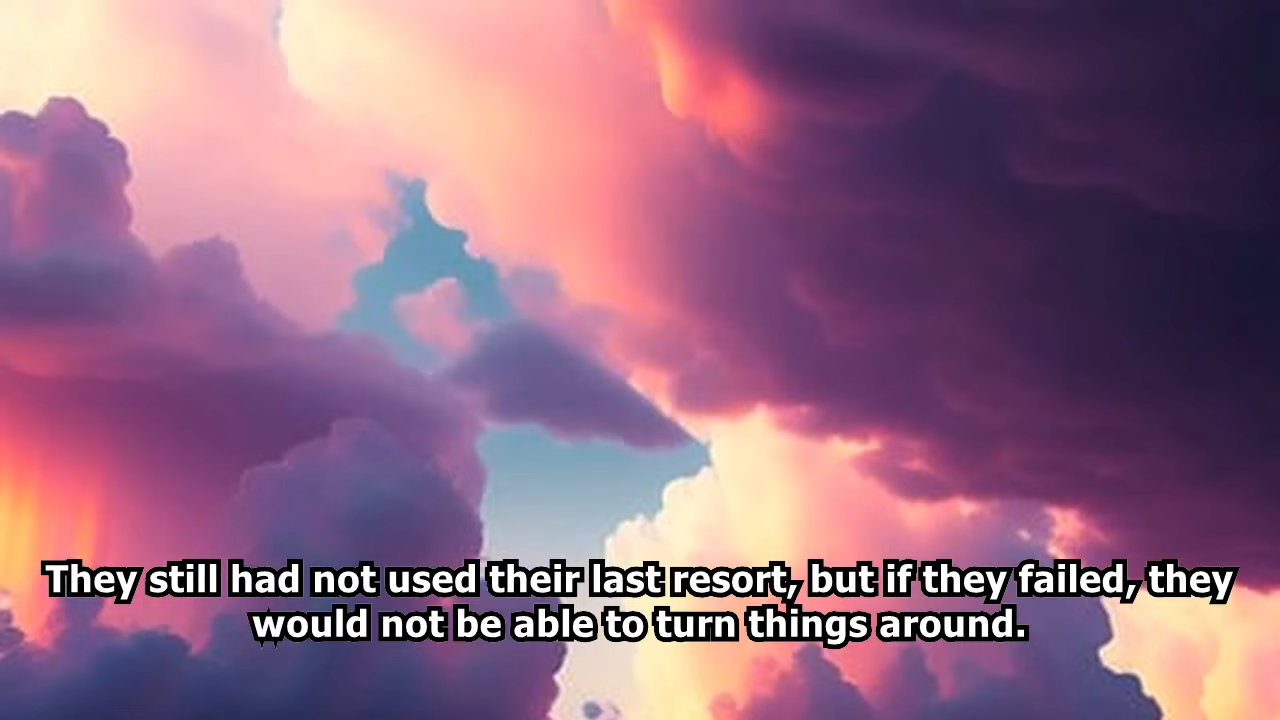 They still had not used their last resort, but if they failed, they
would not be able to turn things around.